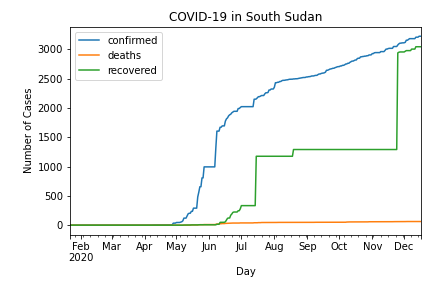 COVID-19 in South Sudan
confirmed
deaths
recovered
Number of Cases
3000
2500
2000
1500
1000
500
0
Feb Mar Apr May Jun Jul Aug Sep Oct Nov Dec
2020
Day